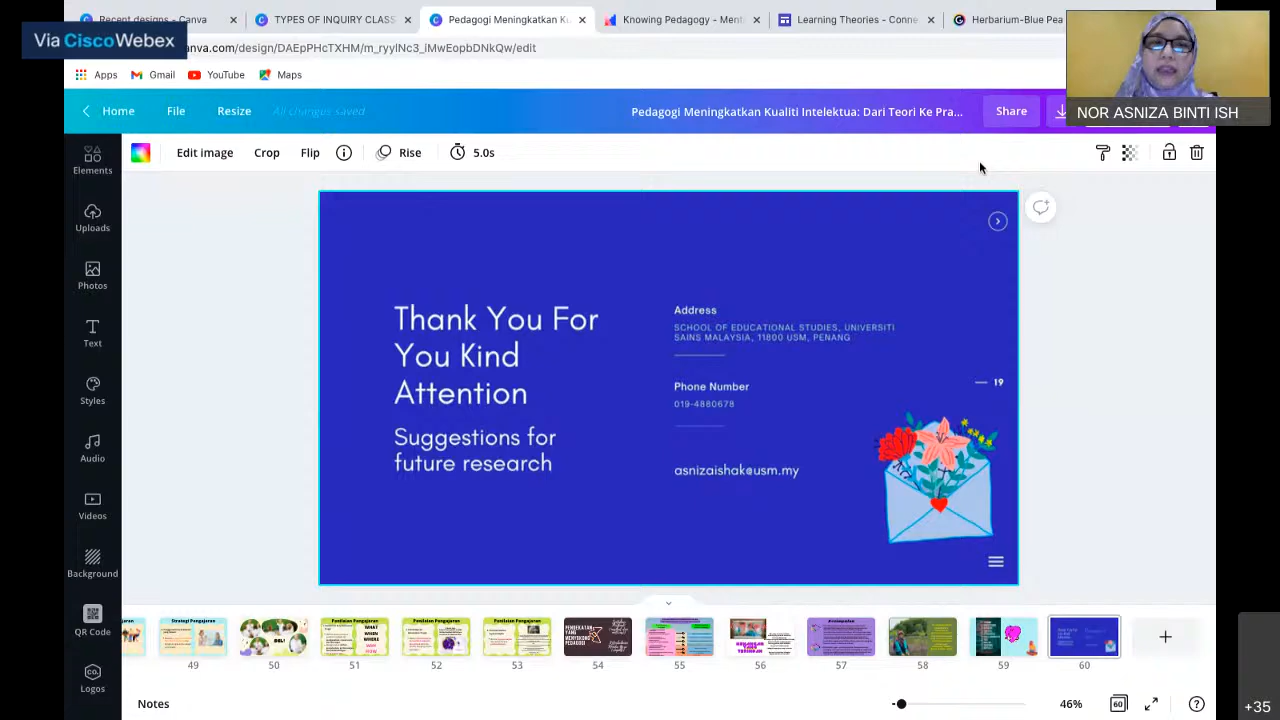 Via Cisco Webex
Recent designs - Canva
TYPES OF INQUIRY CLASS
Pedagogi Meningkatkan Ku
Knowing Pedagogy - Ment
Learning Theories - Conne
Herbarium-Blue Pea
anva.com/design/DAEpPHcTXHM/m_ryylNc3_iMwEopbDNkQw/edit
Apps
Gmail
YouTube
Maps
NOR ASNIZA BINTI ISH
Home
File
Resize
All changes saved
Pedagogi Meningkatkan Kualiti Intelektua: Dari Teori Ke Pra...
Share
Edit image
Crop
Flip
Rise
5.0s
Elements
Uploads
Photos
Text
Styles
Audio
Videos
Background
QR Code
Logos
Thank You For
You Kind
Attention
Suggestions for
future research
Address
SCHOOL OF EDUCATIONAL STUDIES, UNIVERSITI
SAINS MALAYSIA, 11800 USM, PENANG
Phone Number
019-4880678
asnizaishak@usm.my
19
49
50
51
52
53
54
55
56
57
58
59
60
Notes
46%
60
+35